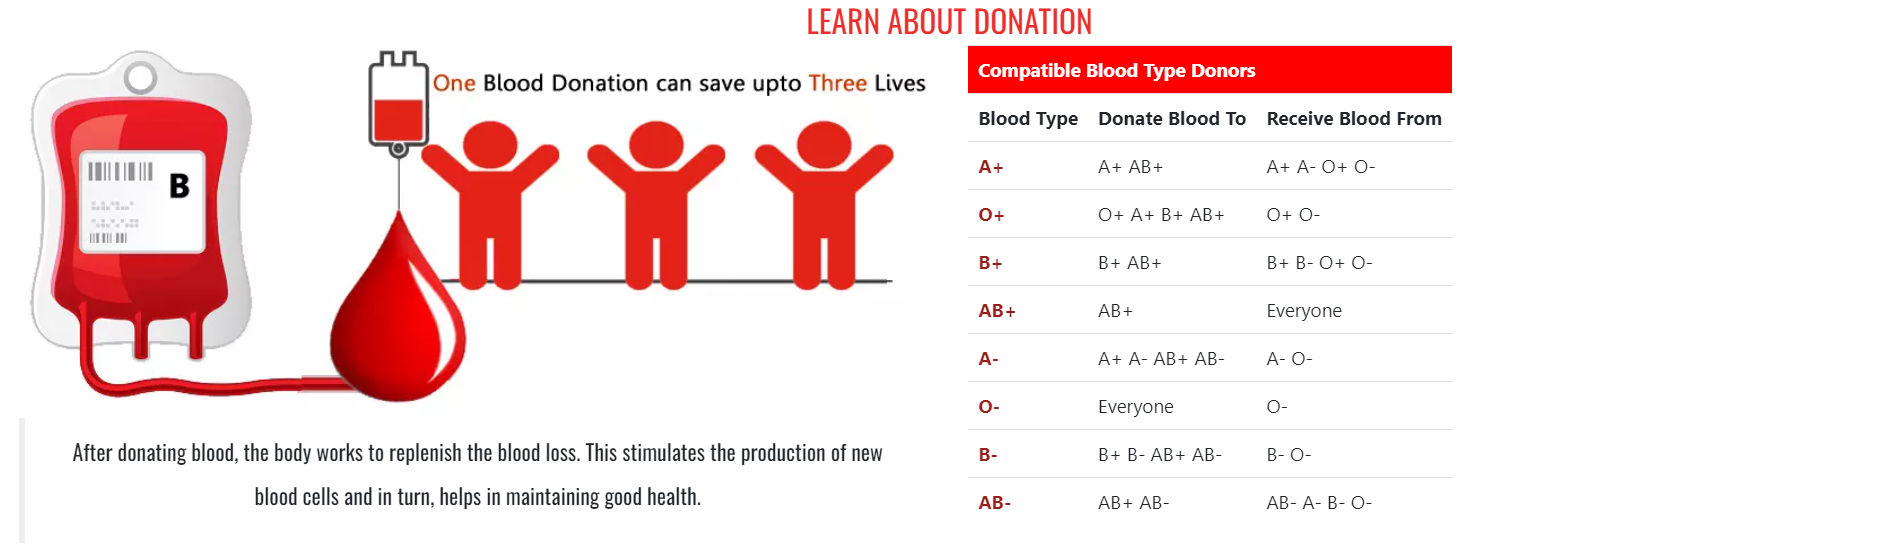 LEARN ABOUT DONATION
One Blood Donation can save upto Three Lives
B
After donating blood, the body works to replenish the blood loss. This stimulates the production of new
blood cells and in turn, helps in maintaining good health.
Compatible Blood Type Donors
Blood Type Donate Blood To Receive Blood From
A+ A+ AB+ A+ A- O+ O-
O+ O+ A+ B+ AB+ O+ O-
B+ B+ AB+ B+ B- O+ O-
AB+ AB+ Everyone
A- A+ A- AB+ AB- A- O-
O- Everyone O-
B- B+ B- AB+ AB- B- O-
AB- AB+ AB- AB- A- B- O-